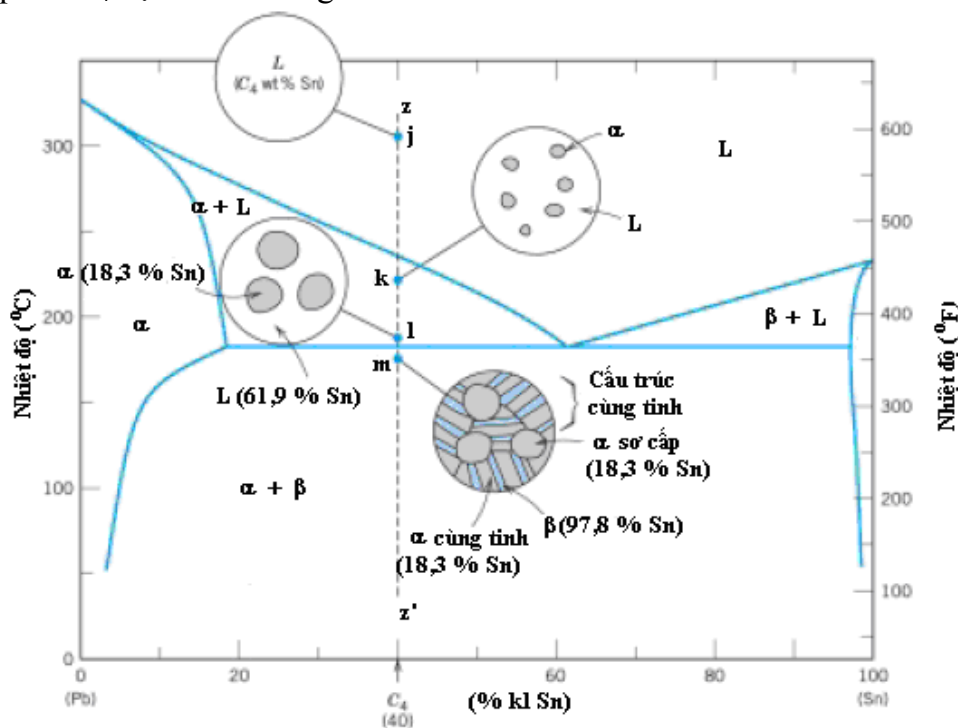 L
(C4 wt% Sn)
z
j
α
L
L
α + L
k
α (18,3 % Sn)
α
l
β + L
m
L (61,9 % Sn)
Cấu trúc
cùng tinh
α sơ cấp
(18,3 % Sn)
α + β
β (97,8 % Sn)
α cùng tinh
(18,3 % Sn)
z'
Nhiệt độ (⁰C)
300
200
100
0
Nhiệt độ (⁰F)
600
500
400
300
200
100
0
20
60
80
100
(Pb)
C4
(40)
(% kl Sn)
(Sn)